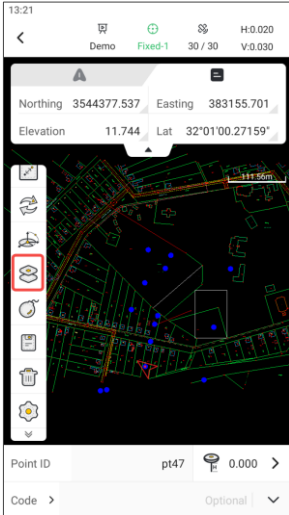 13:21
Demo Fixed-1 30 / 30 H:0.020 V:0.030
Northing 3544377.537 Easting 383155.701
Elevation 11.744 Lat 32°01'00.27159"
111.56m
Point ID pt47 0.000
Code Optional